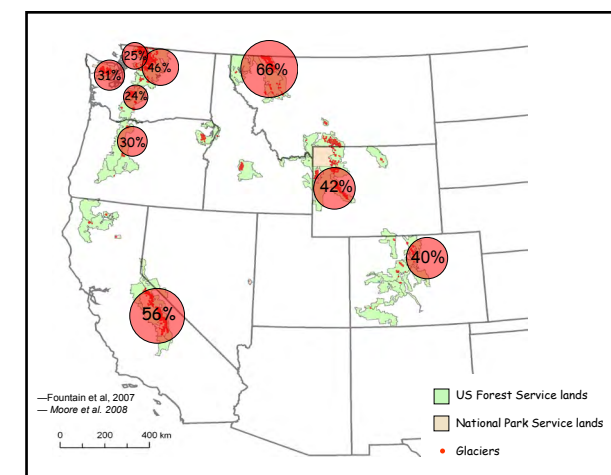 25%
46%
31%
24%
66%
30%
42%
40%
56%
—Fountain et al, 2007
— Moore et al. 2008
0 200 400 km
US Forest Service lands
National Park Service lands
Glaciers